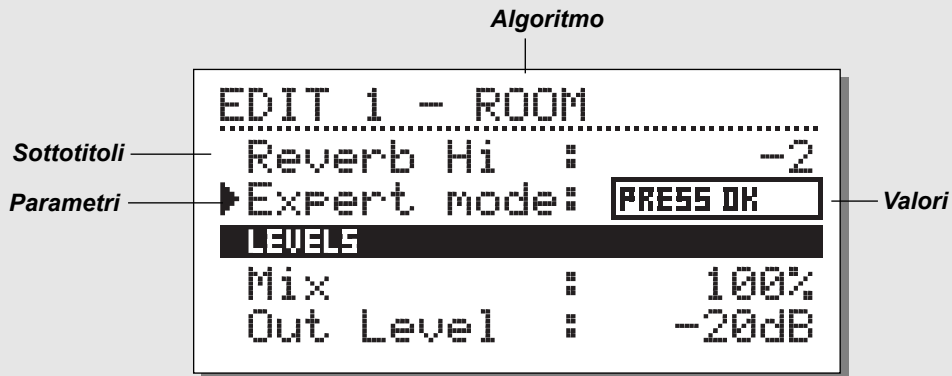 Algoritmo
EDIT 1 - ROOM
Sottotitoli
Reverb Hi : -2
Parametri
Expert mode: PRESS OK
Valori
LEVELS
Mix : 100%
Out Level : -20dB